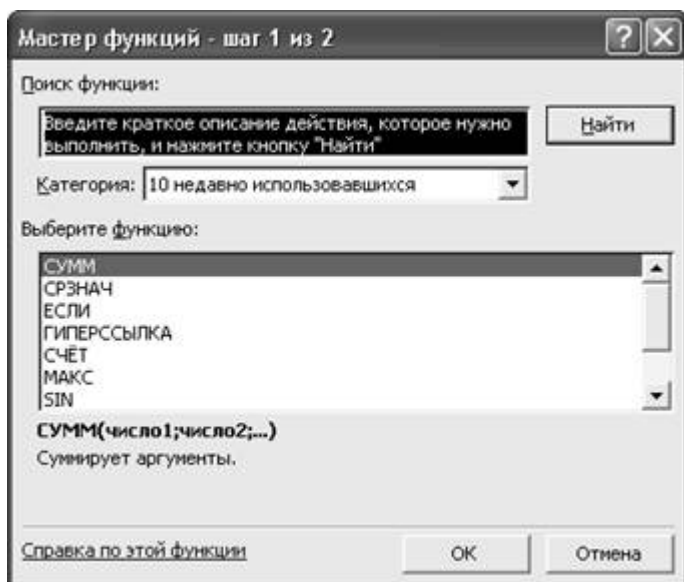 Мастер функций - шаг 1 из 2
Поиск функции:
Введите краткое описание действия, которое нужно
выполнить, и нажмите кнопку "Найти"
Найти
Категория: 10 недавно использовавшихся
Выберите функцию:
СУММ
СРЗНАЧ
ЕСЛИ
ГИПЕРССЫЛКА
СЧЁТ
МАКС
SIN
СУММ(число1;число2;...)
Суммирует аргументы.
Справка по этой функции
ОК
Отмена